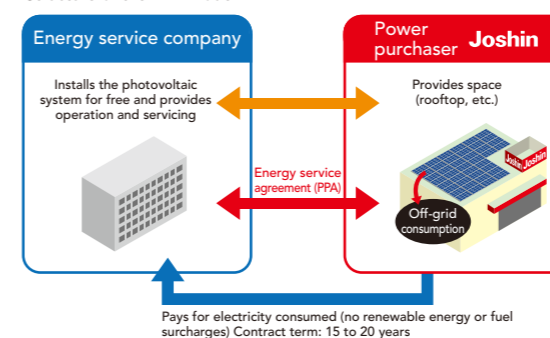 Energy service company
Installs the photovoltaic
system for free and provides
operation and servicing
Power
purchaser Joshin
Provides space
(rooftop, etc.)
Joshin Joshin
Energy service
agreement (PPA)
Off-grid
consumption
Pays for electricity consumed (no renewable energy or fuel
surcharges) Contract term: 15 to 20 years